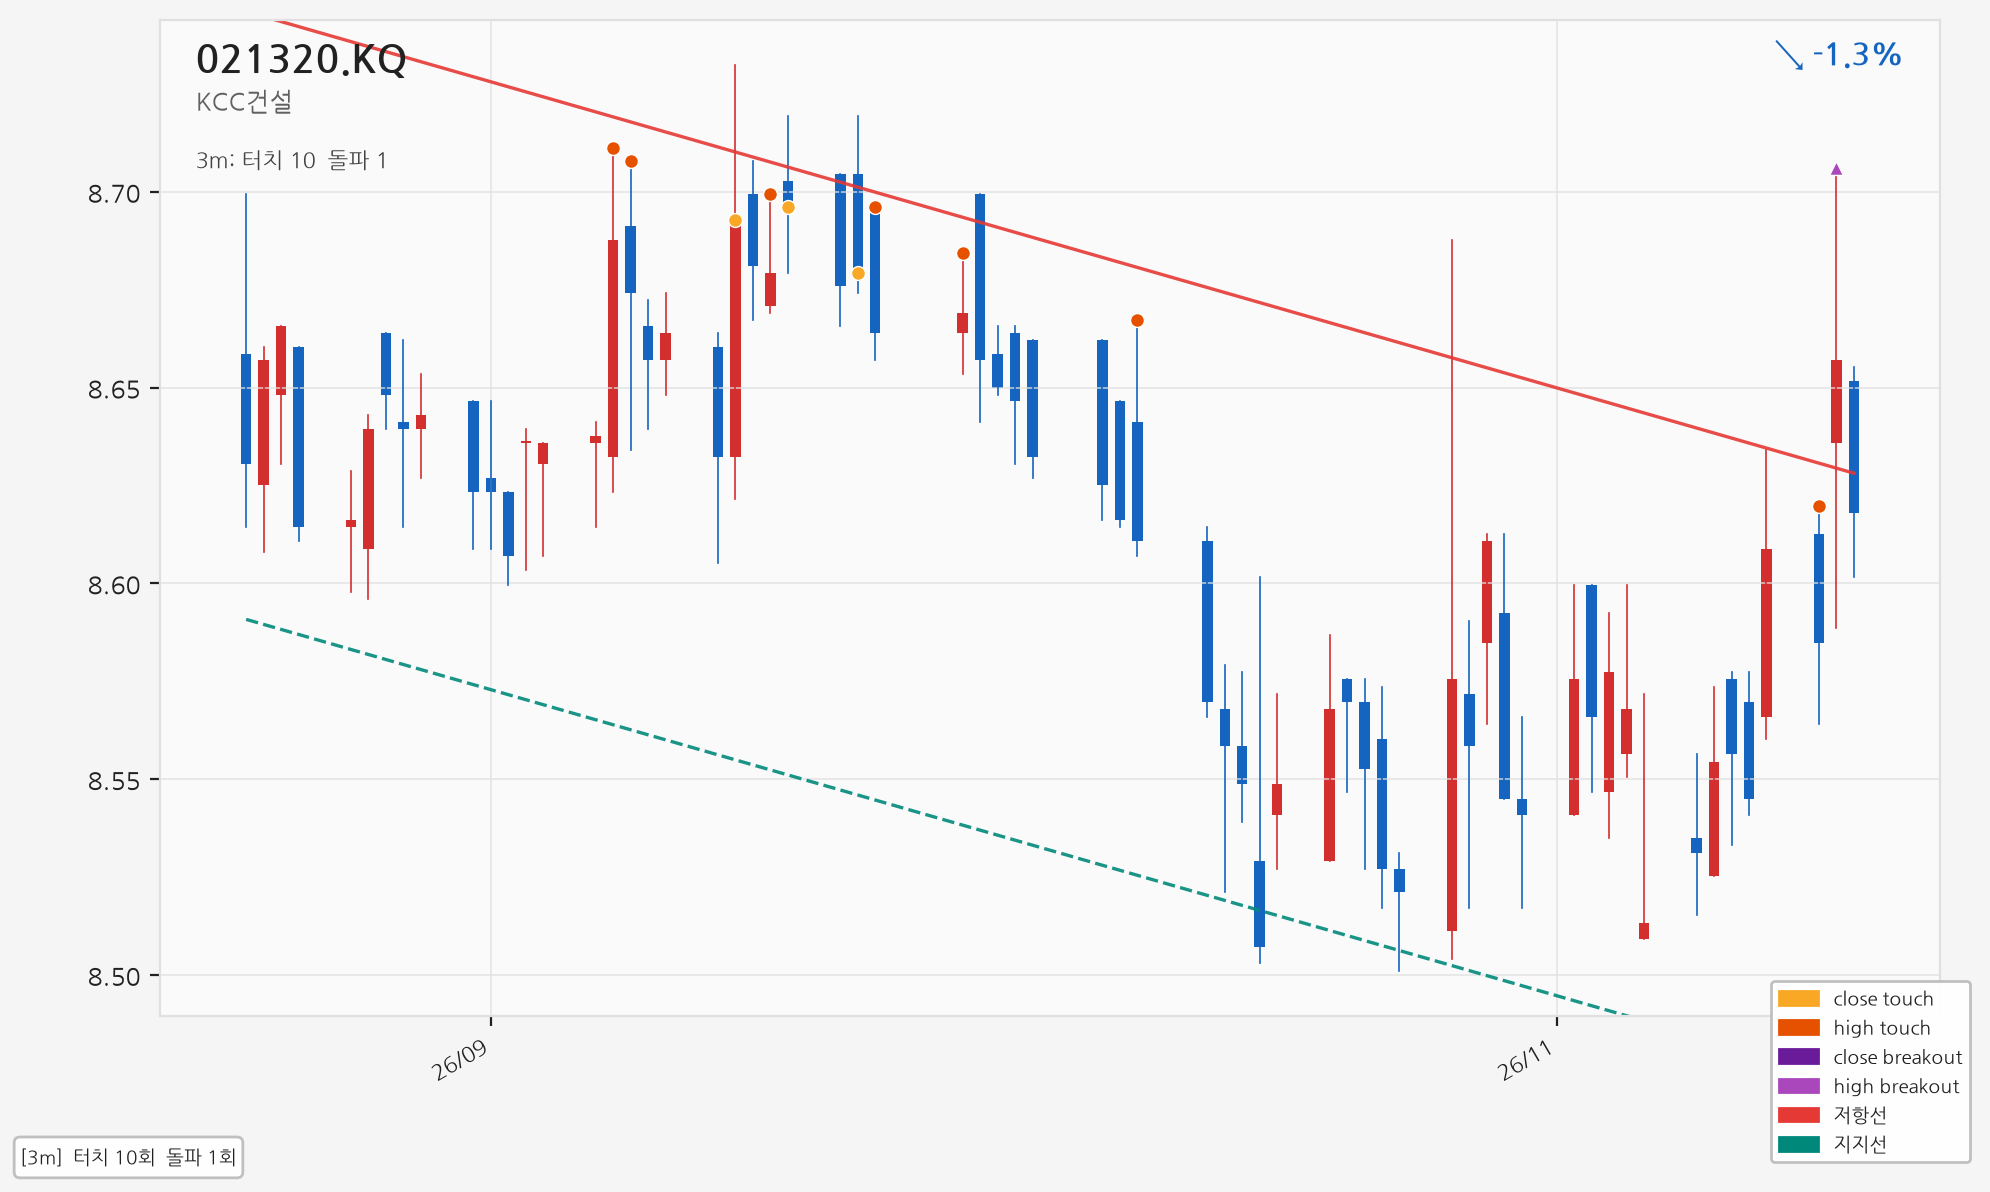 021320.KQ
KCC건설
3m: 터치 10 돌파 1
-1.3%
8.70
8.65
8.60
8.55
8.50
26/09
26/11
close touch
high touch
close breakout
high breakout
저항선
지지선
[3m] 터치 10회 돌파 1회